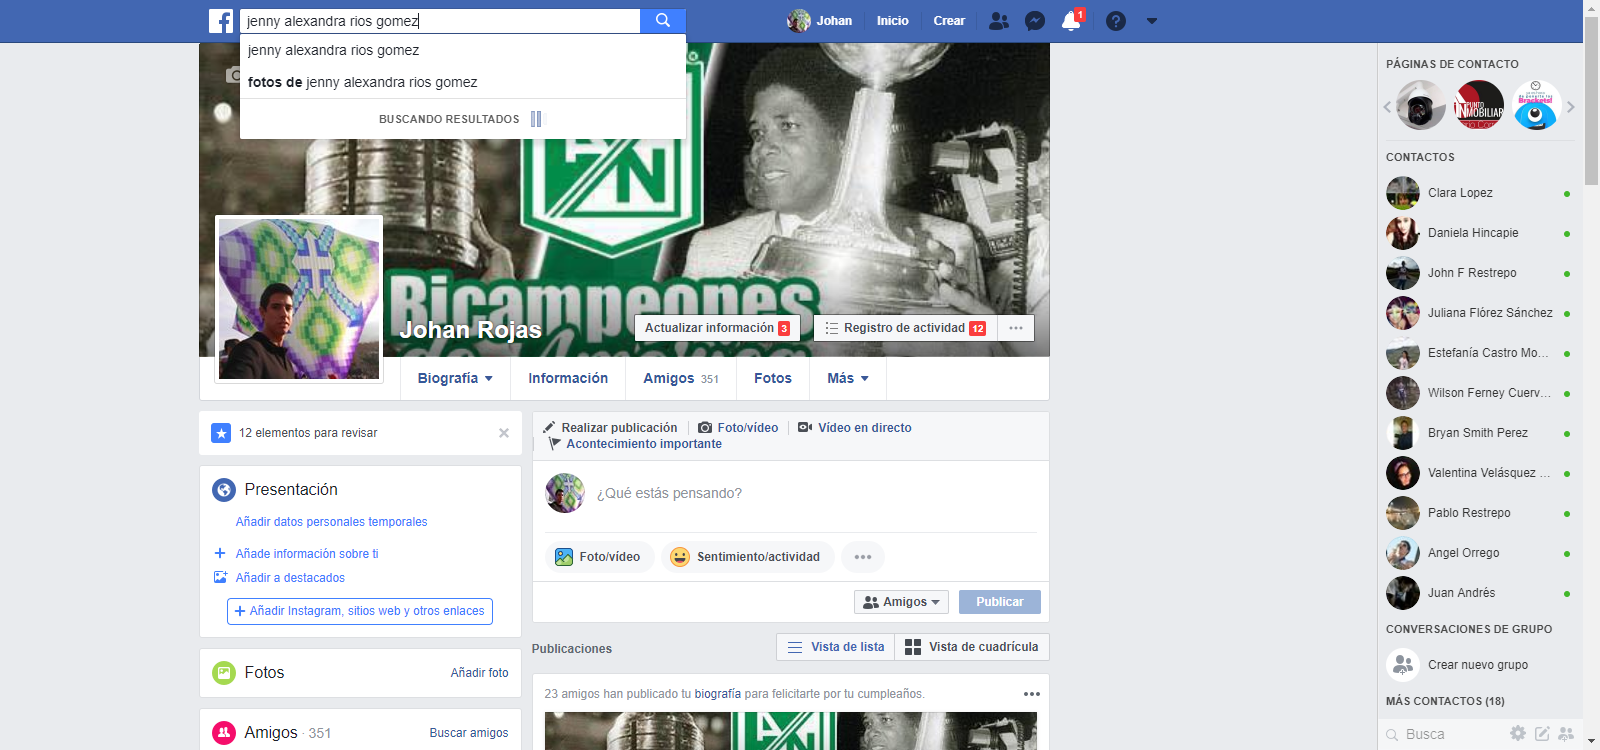 jenny alexandra rios gomez
Johan
Inicio
Crear
1
jenny alexandra rios gomez
fotos de jenny alexandra rios gomez
BUSCANDO RESULTADOS
Bicampeones
de América
Johan Rojas
Actualizar información 3
Registro de actividad 12
Biografía
Información
Amigos 351
Fotos
Más
12 elementos para revisar
Presentación
Añadir datos personales temporales
Añade información sobre ti
Añadir a destacados
Añadir Instagram, sitios web y otros enlaces
Fotos
Añadir foto
Amigos · 351
Buscar amigos
Realizar publicación
Foto/vídeo
Vídeo en directo
Acontecimiento importante
¿Qué estás pensando?
Foto/vídeo
Sentimiento/actividad
Amigos
Publicar
Publicaciones
Vista de lista
Vista de cuadrícula
23 amigos han publicado tu biografía para felicitarte por tu cumpleaños.
PÁGINAS DE CONTACTO
PUNTO
INMOBILIAR
Brackets!
CONTACTOS
Clara Lopez
Daniela Hincapie
John F Restrepo
Juliana Flórez Sánchez
Estefanía Castro Mo...
Wilson Ferney Cuerv...
Bryan Smith Perez
Valentina Velásquez ...
Pablo Restrepo
Angel Orrego
Juan Andrés
CONVERSACIONES DE GRUPO
Crear nuevo grupo
MÁS CONTACTOS (18)
Busca